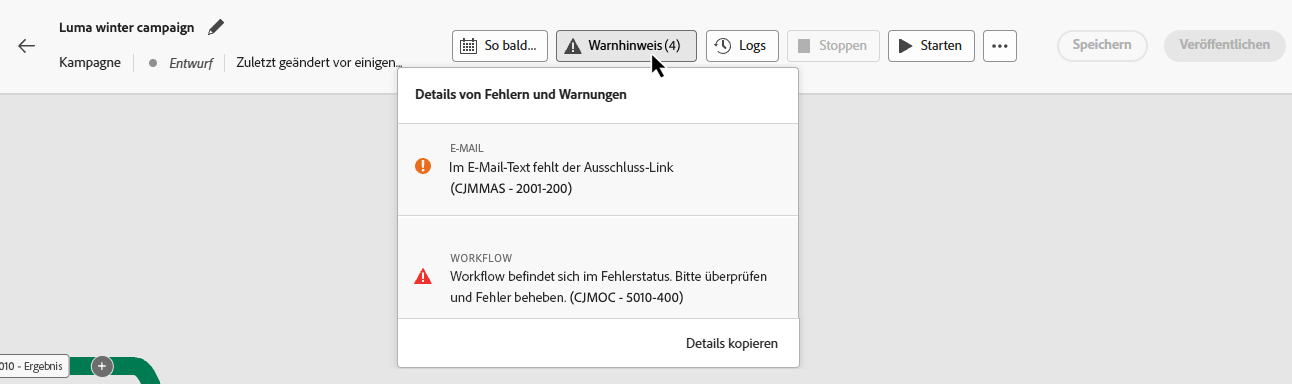 Luma winter campaign
Kampagne Entwurf Zuletzt geändert vor einigen...
So bald... Warnhinweis (4) Logs Stoppen Starten Speichern Veröffentlichen
Details von Fehlern und Warnungen
E-MAIL
Im E-Mail-Text fehlt der Ausschluss-Link
(CJMMAS - 2001-200)
WORKFLOW
Workflow befindet sich im Fehlerstatus. Bitte überprüfen
und Fehler beheben. (CJMOC - 5010-400)
Details kopieren
010 - Ergebnis